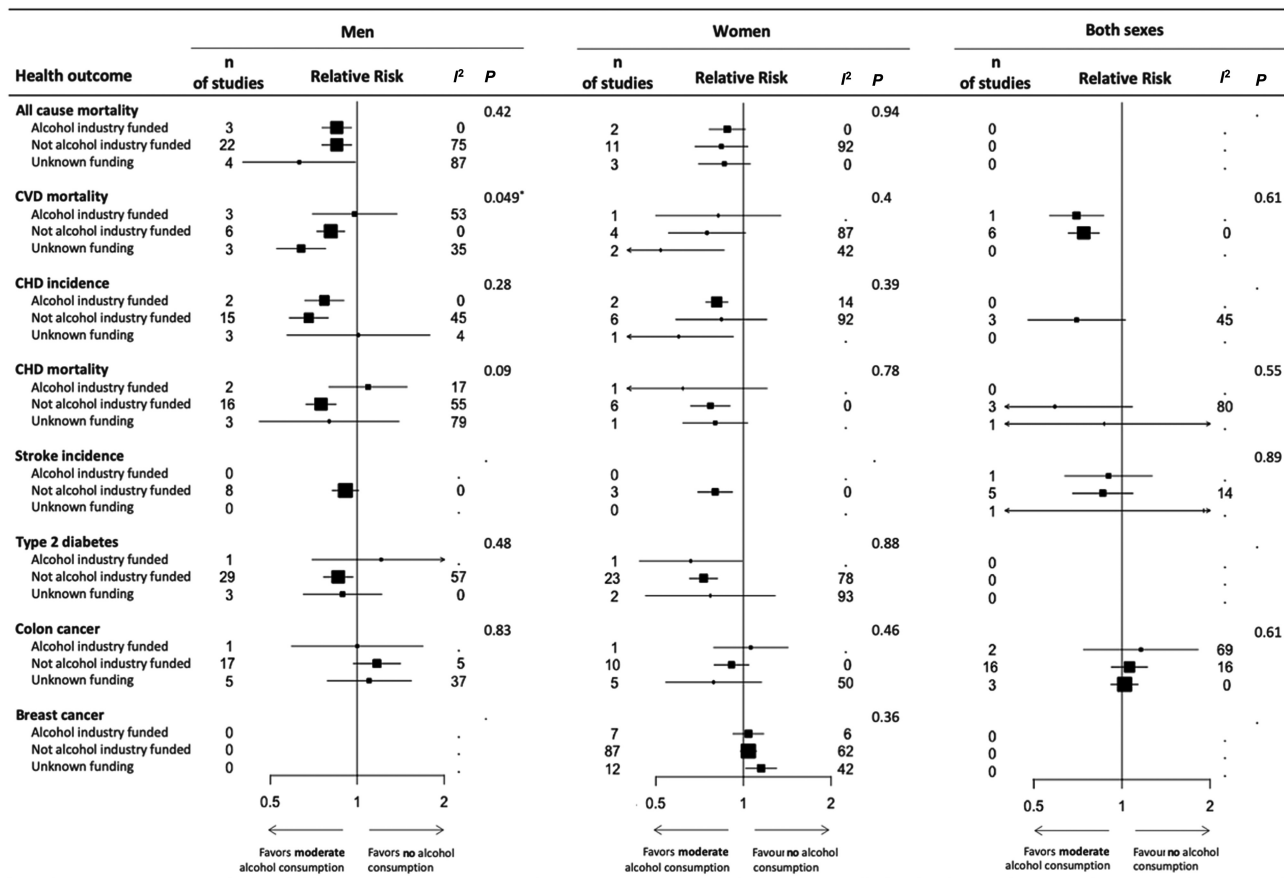 Men Women Both sexes
Health outcome n of studies Relative Risk I² P n of studies Relative Risk I² P n of studies Relative Risk I² P
All cause mortality 0.42 0.94 .
Alcohol industry funded 3 0 2 0 0 .
Not alcohol industry funded 22 75 11 92 0 .
Unknown funding 4 87 3 0 0 .
CVD mortality 0.049* 0.4 0.61
Alcohol industry funded 3 53 1 . 1 .
Not alcohol industry funded 6 0 4 87 6 0
Unknown funding 3 35 2 42 0 .
CHD incidence 0.28 0.39 .
Alcohol industry funded 2 0 2 14 0 .
Not alcohol industry funded 15 45 6 92 3 45
Unknown funding 3 4 1 . 0 .
CHD mortality 0.09 0.78 0.55
Alcohol industry funded 2 17 1 . 0 .
Not alcohol industry funded 16 55 6 0 3 80
Unknown funding 3 79 1 . 1 .
Stroke incidence . . 0.89
Alcohol industry funded 0 . 0 . 1 .
Not alcohol industry funded 8 0 3 0 5 14
Unknown funding 0 . 0 . 1 .
Type 2 diabetes 0.48 0.88 .
Alcohol industry funded 1 . 1 . 0 .
Not alcohol industry funded 29 57 23 78 0 .
Unknown funding 3 0 2 93 0 .
Colon cancer 0.83 0.46 0.61
Alcohol industry funded 1 . 1 . 2 69
Not alcohol industry funded 17 5 10 0 16 16
Unknown funding 5 37 5 50 3 0
Breast cancer . 0.36 .
Alcohol industry funded 0 . 7 6 0 .
Not alcohol industry funded 0 . 87 62 0 .
Unknown funding 0 . 12 42 0 .
0.5 1 2 0.5 1 2 0.5 1 2
Favors moderate Favors no alcohol Favors moderate Favour no alcohol Favors moderate Favour no alcohol
alcohol consumption consumption alcohol consumption consumption alcohol consumption consumption